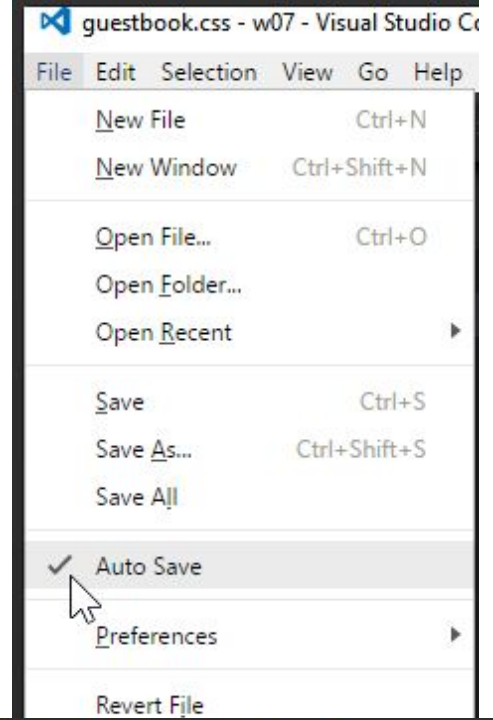 guestbook.css - w07 - Visual Studio Co
File Edit Selection View Go Help
New File Ctrl+N
New Window Ctrl+Shift+N
Open File... Ctrl+O
Open Folder...
Open Recent
Save Ctrl+S
Save As... Ctrl+Shift+S
Save All
Auto Save
Preferences
Revert File